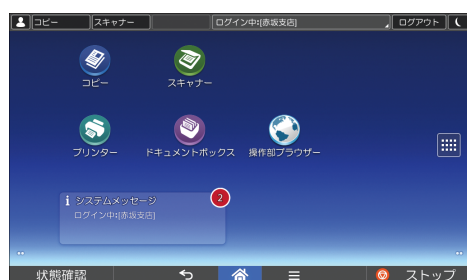 コピー
スキャナー
ログイン中:[赤坂支店]
ログアウト
コピー
スキャナー
プリンター
ドキュメントボックス
操作部ブラウザー
システムメッセージ
2
ログイン中:[赤坂支店]
状態確認
ストップ